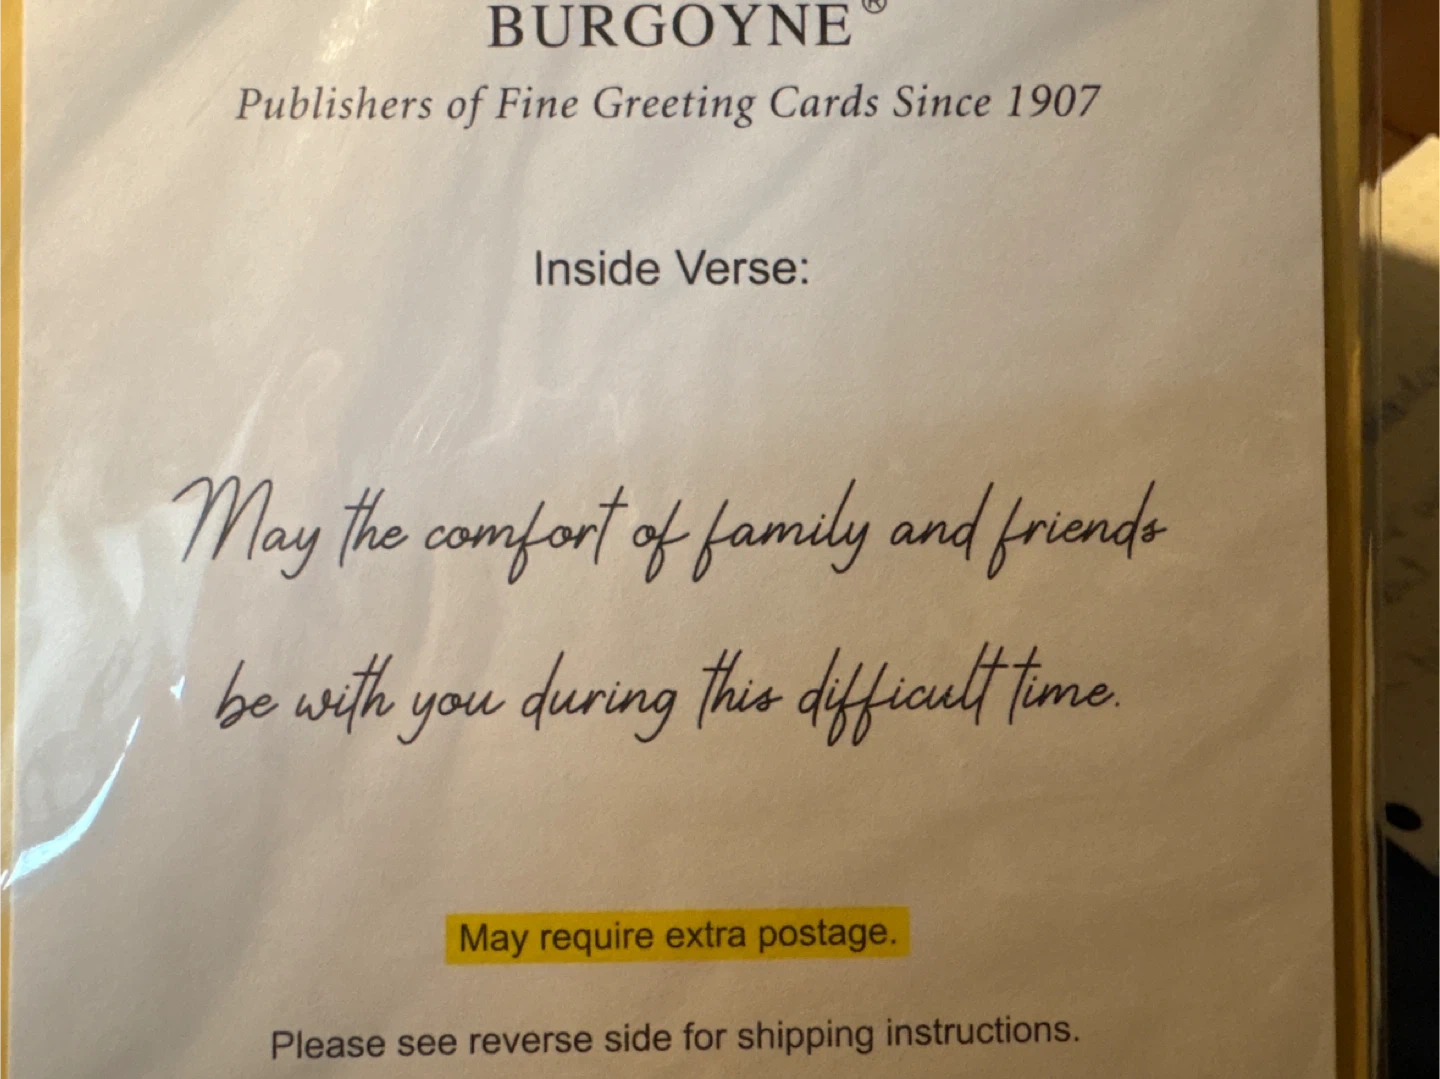 BURGOYNE®
Publishers of Fine Greeting Cards Since 1907
Inside Verse:
May the comfort of family and friends
be with you during this difficult time.
May require extra postage.
Please see reverse side for shipping instructions.